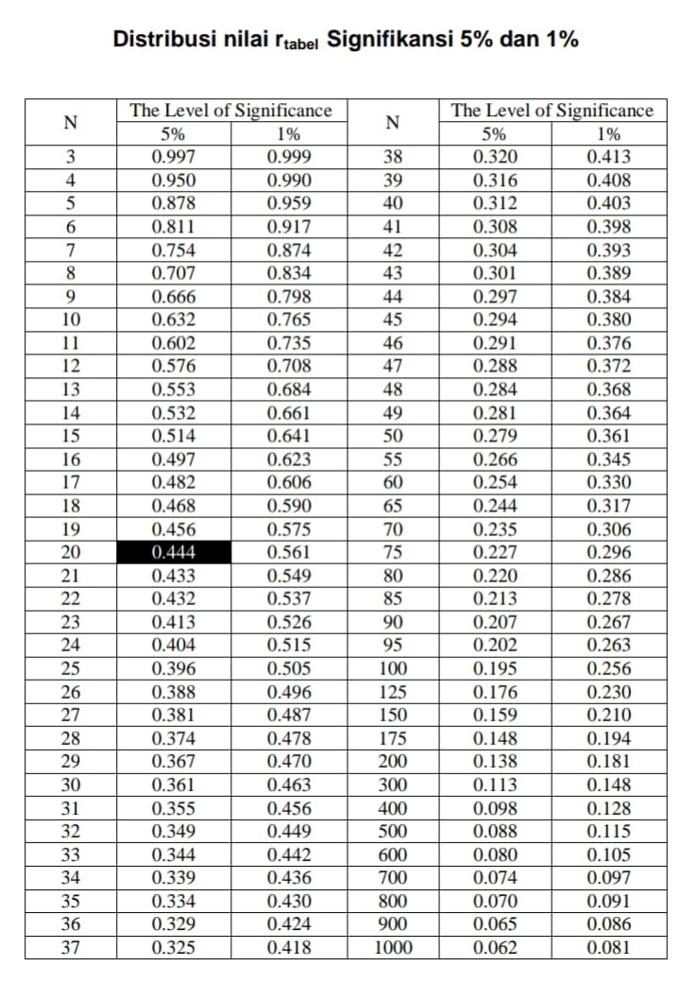 Distribusi nilai rtabel Signifikansi 5% dan 1%
N The Level of Significance N The Level of Significance
5% 1% 5% 1%
3 0.997 0.999 38 0.320 0.413
4 0.950 0.990 39 0.316 0.408
5 0.878 0.959 40 0.312 0.403
6 0.811 0.917 41 0.308 0.398
7 0.754 0.874 42 0.304 0.393
8 0.707 0.834 43 0.301 0.389
9 0.666 0.798 44 0.297 0.384
10 0.632 0.765 45 0.294 0.380
11 0.602 0.735 46 0.291 0.376
12 0.576 0.708 47 0.288 0.372
13 0.553 0.684 48 0.284 0.368
14 0.532 0.661 49 0.281 0.364
15 0.514 0.641 50 0.279 0.361
16 0.497 0.623 55 0.266 0.345
17 0.482 0.606 60 0.254 0.330
18 0.468 0.590 65 0.244 0.317
19 0.456 0.575 70 0.235 0.306
20 0.444 0.561 75 0.227 0.296
21 0.433 0.549 80 0.220 0.286
22 0.432 0.537 85 0.213 0.278
23 0.413 0.526 90 0.207 0.267
24 0.404 0.515 95 0.202 0.263
25 0.396 0.505 100 0.195 0.256
26 0.388 0.496 125 0.176 0.230
27 0.381 0.487 150 0.159 0.210
28 0.374 0.478 175 0.148 0.194
29 0.367 0.470 200 0.138 0.181
30 0.361 0.463 300 0.113 0.148
31 0.355 0.456 400 0.098 0.128
32 0.349 0.449 500 0.088 0.115
33 0.344 0.442 600 0.080 0.105
34 0.339 0.436 700 0.074 0.097
35 0.334 0.430 800 0.070 0.091
36 0.329 0.424 900 0.065 0.086
37 0.325 0.418 1000 0.062 0.081